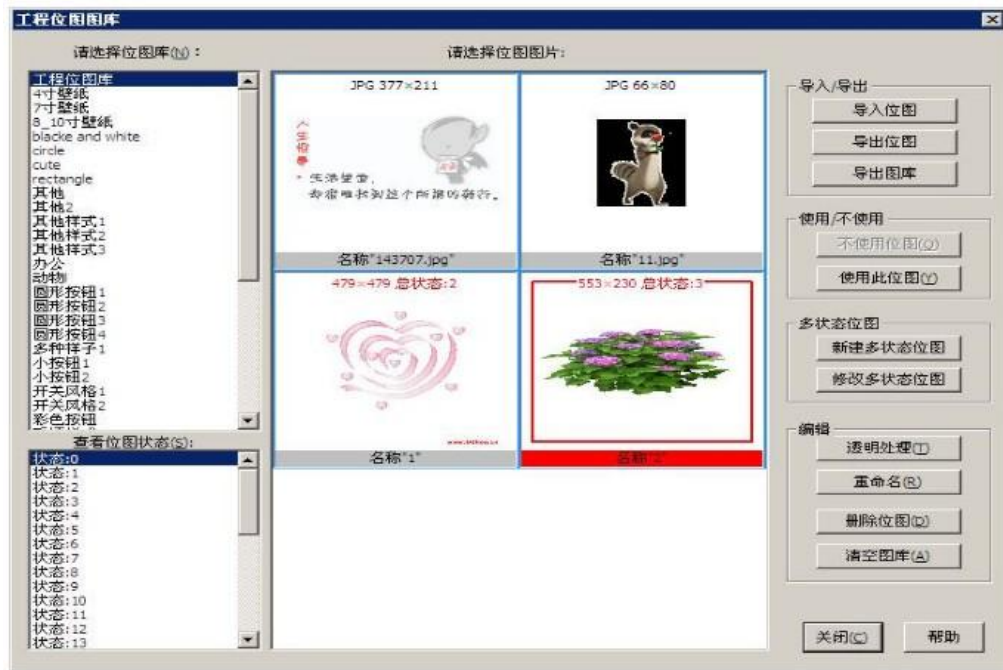 工程位图图库
请选择位图库(N)：
请选择位图图片:
工程位图库
4寸壁纸
7寸壁纸
8_10寸壁纸
blacke and white
circle
cute
rectangle
其他
其他2
其他样式1
其他样式2
其他样式3
办公
动物
圆形按钮1
圆形按钮2
圆形按钮3
圆形按钮4
多种样子1
小按钮1
小按钮2
开关风格1
开关风格2
彩色按钮
查看位图状态(S):
状态:0
状态:1
状态:2
状态:3
状态:4
状态:5
状态:6
状态:7
状态:8
状态:9
状态:10
状态:11
状态:12
状态:13
JPG 377×211
人生
生活
名称"143707.jpg"
JPG 66×80
名称"11.jpg"
479×479 总状态:2
名称"1"
553×230 总状态:3
名称"2"
导入/导出
导入位图
导出位图
导出图库
使用/不使用
不使用位图(O)
使用此位图(Y)
多状态位图
新建多状态位图
修改多状态位图
编辑
透明处理(T)
重命名(R)
删除位图(D)
清空图库(A)
关闭(C)
帮助